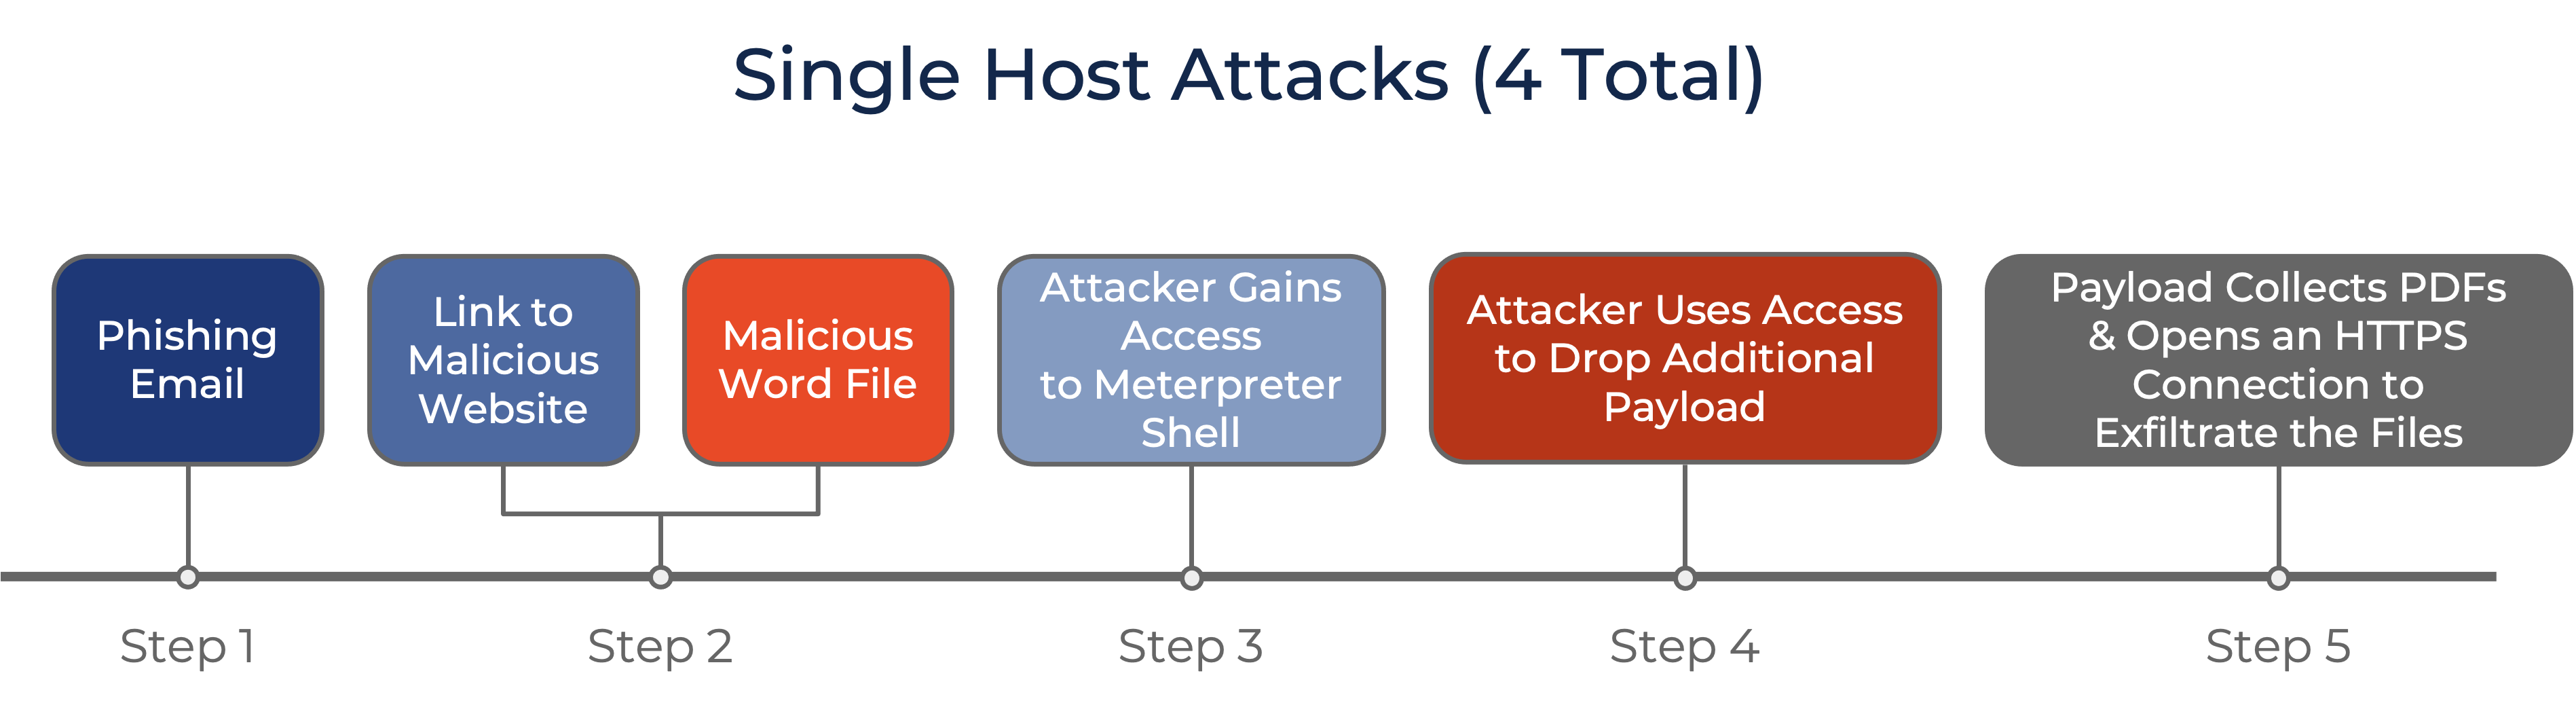 Single Host Attacks (4 Total)
Phishing
Email
Link to
Malicious
Website
Malicious
Word File
Attacker Gains
Access
to Meterpreter
Shell
Attacker Uses Access
to Drop Additional
Payload
Payload Collects PDFs
& Opens an HTTPS
Connection to
Exfiltrate the Files
Step 1
Step 2
Step 3
Step 4
Step 5